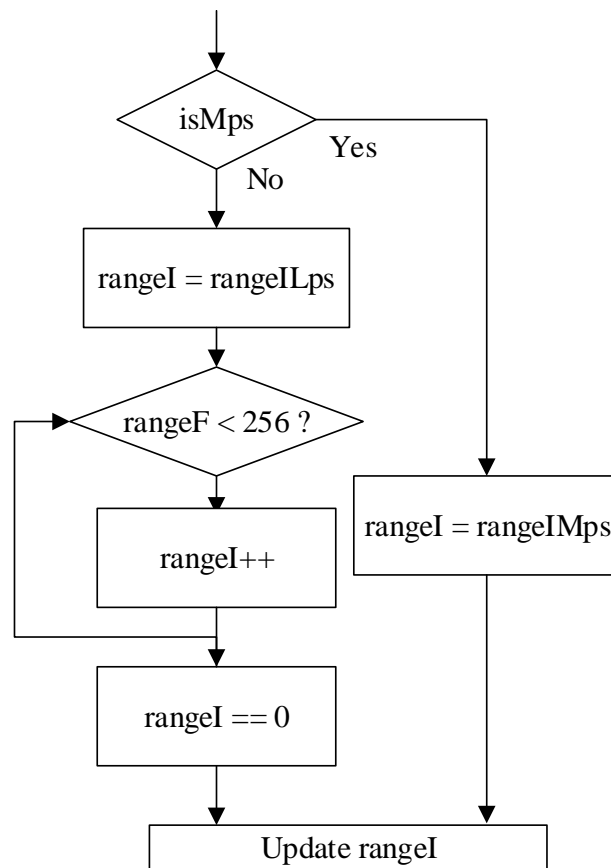 isMps
Yes
No
rangeI = rangeILps
rangeF < 256 ?
rangeI = rangeIMps
rangeI++
rangeI == 0
Update rangeI